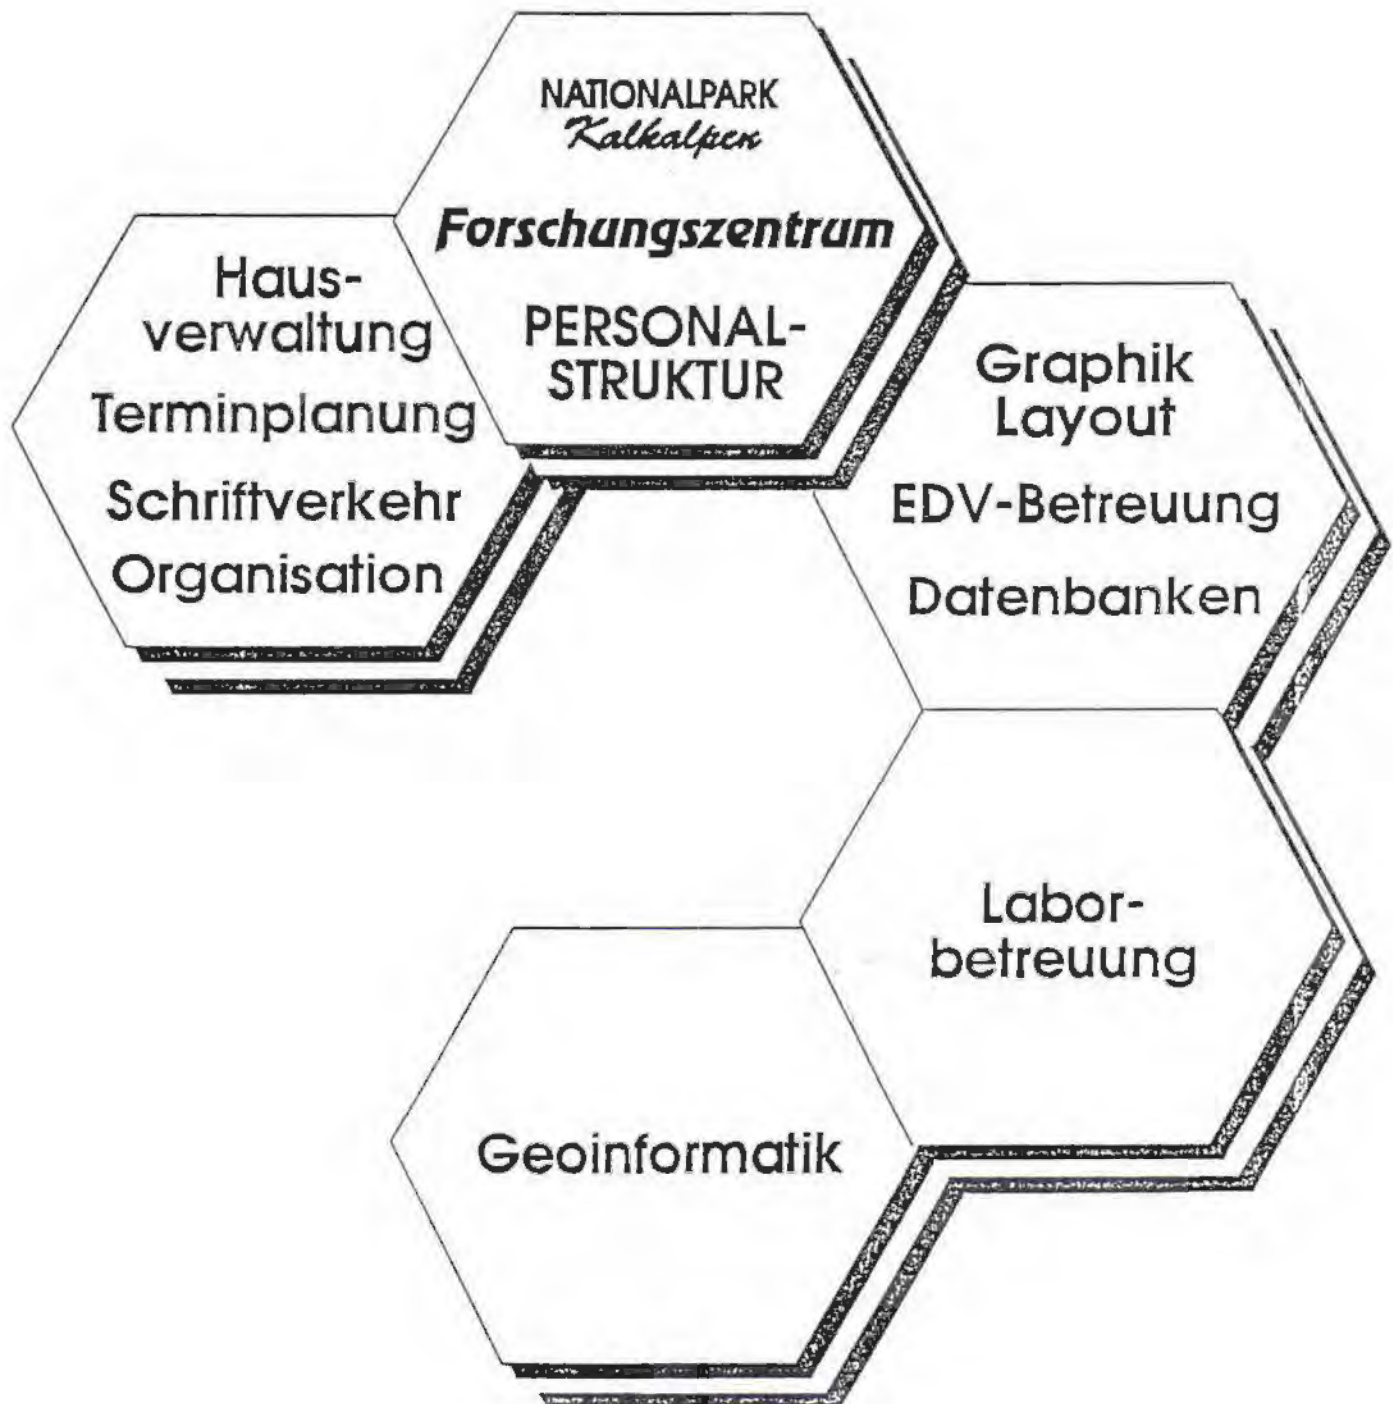 NATIONALPARK
Kalkalpen
Forschungszentrum
PERSONAL-
STRUKTUR
Haus-
verwaltung
Terminplanung
Schriftverkehr
Organisation
Graphik
Layout
EDV-Betreuung
Datenbanken
Labor-
betreuung
Geoinformatik